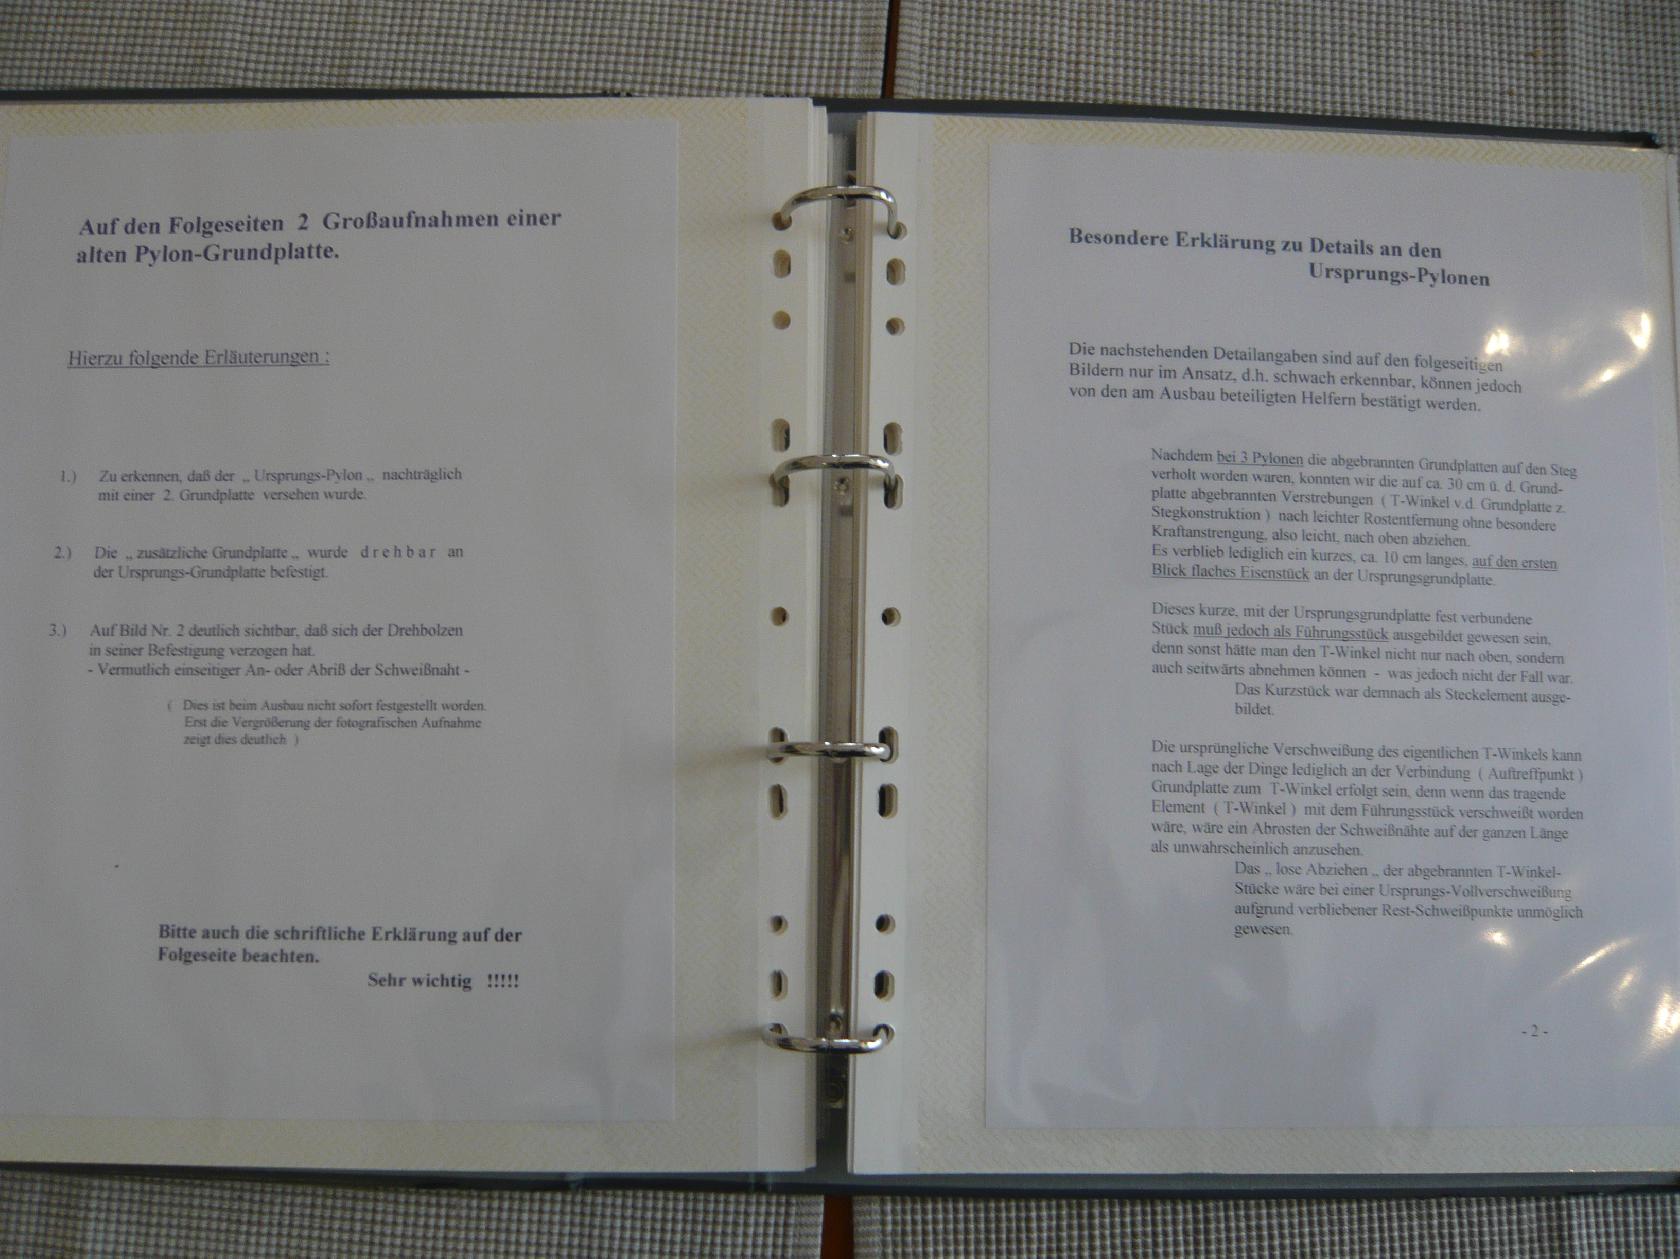 Auf den Folgeseiten 2 Großaufnahmen einer
alten Pylon-Grundplatte.
Hierzu folgende Erläuterungen :
1.) Zu erkennen, daß der „ Ursprungs-Pylon „ nachträglich
mit einer 2. Grundplatte versehen wurde.
2.) Die „ zusätzliche Grundplatte „ wurde d r e h b a r an
der Ursprungs-Grundplatte befestigt.
3.) Auf Bild Nr. 2 deutlich sichtbar, daß sich der Drehbolzen
in seiner Befestigung verzogen hat.
- Vermutlich einseitiger An- oder Abriß der Schweißnaht -
( Dies ist beim Ausbau nicht sofort festgestellt worden.
Erst die Vergrößerung der fotografischen Aufnahme
zeigt dies deutlich )
Bitte auch die schriftliche Erklärung auf der
Folgeseite beachten.
Sehr wichtig !!!!!
Besondere Erklärung zu Details an den
Ursprungs-Pylonen
Die nachstehenden Detailangaben sind auf den folgeseitigen
Bildern nur im Ansatz, d.h. schwach erkennbar, können jedoch
von den am Ausbau beteiligten Helfern bestätigt werden.
Nachdem bei 3 Pylonen die abgebrannten Grundplatten auf den Steg
verholt worden waren, konnten wir die auf ca. 30 cm ü. d. Grund-
platte abgebrannten Verstrebungen ( T-Winkel v.d. Grundplatte z.
Stegkonstruktion ) nach leichter Rostentfernung ohne besondere
Kraftanstrengung, also leicht, nach oben abziehen.
Es verblieb lediglich ein kurzes, ca. 10 cm langes, auf den ersten
Blick flaches Eisenstück an der Ursprungsgrundplatte.
Dieses kurze, mit der Ursprungsgrundplatte fest verbundene
Stück muß jedoch als Führungsstück ausgebildet gewesen sein,
denn sonst hätte man den T-Winkel nicht nur nach oben, sondern
auch seitwärts abnehmen können - was jedoch nicht der Fall war.
Das Kurzstück war demnach als Steckelement ausge-
bildet.
Die ursprüngliche Verschweißung des eigentlichen T-Winkels kann
nach Lage der Dinge lediglich an der Verbindung ( Auftreffpunkt )
Grundplatte zum T-Winkel erfolgt sein, denn wenn das tragende
Element ( T-Winkel ) mit dem Führungsstück verschweißt worden
wäre, wäre ein Abrosten der Schweißnähte auf der ganzen Länge
als unwahrscheinlich anzusehen.
Das „ lose Abziehen „ der abgebrannten T-Winkel-
Stücke wäre bei einer Ursprungs-Vollverschweißung
aufgrund verbliebener Rest-Schweißpunkte unmöglich
gewesen.
- 2 -